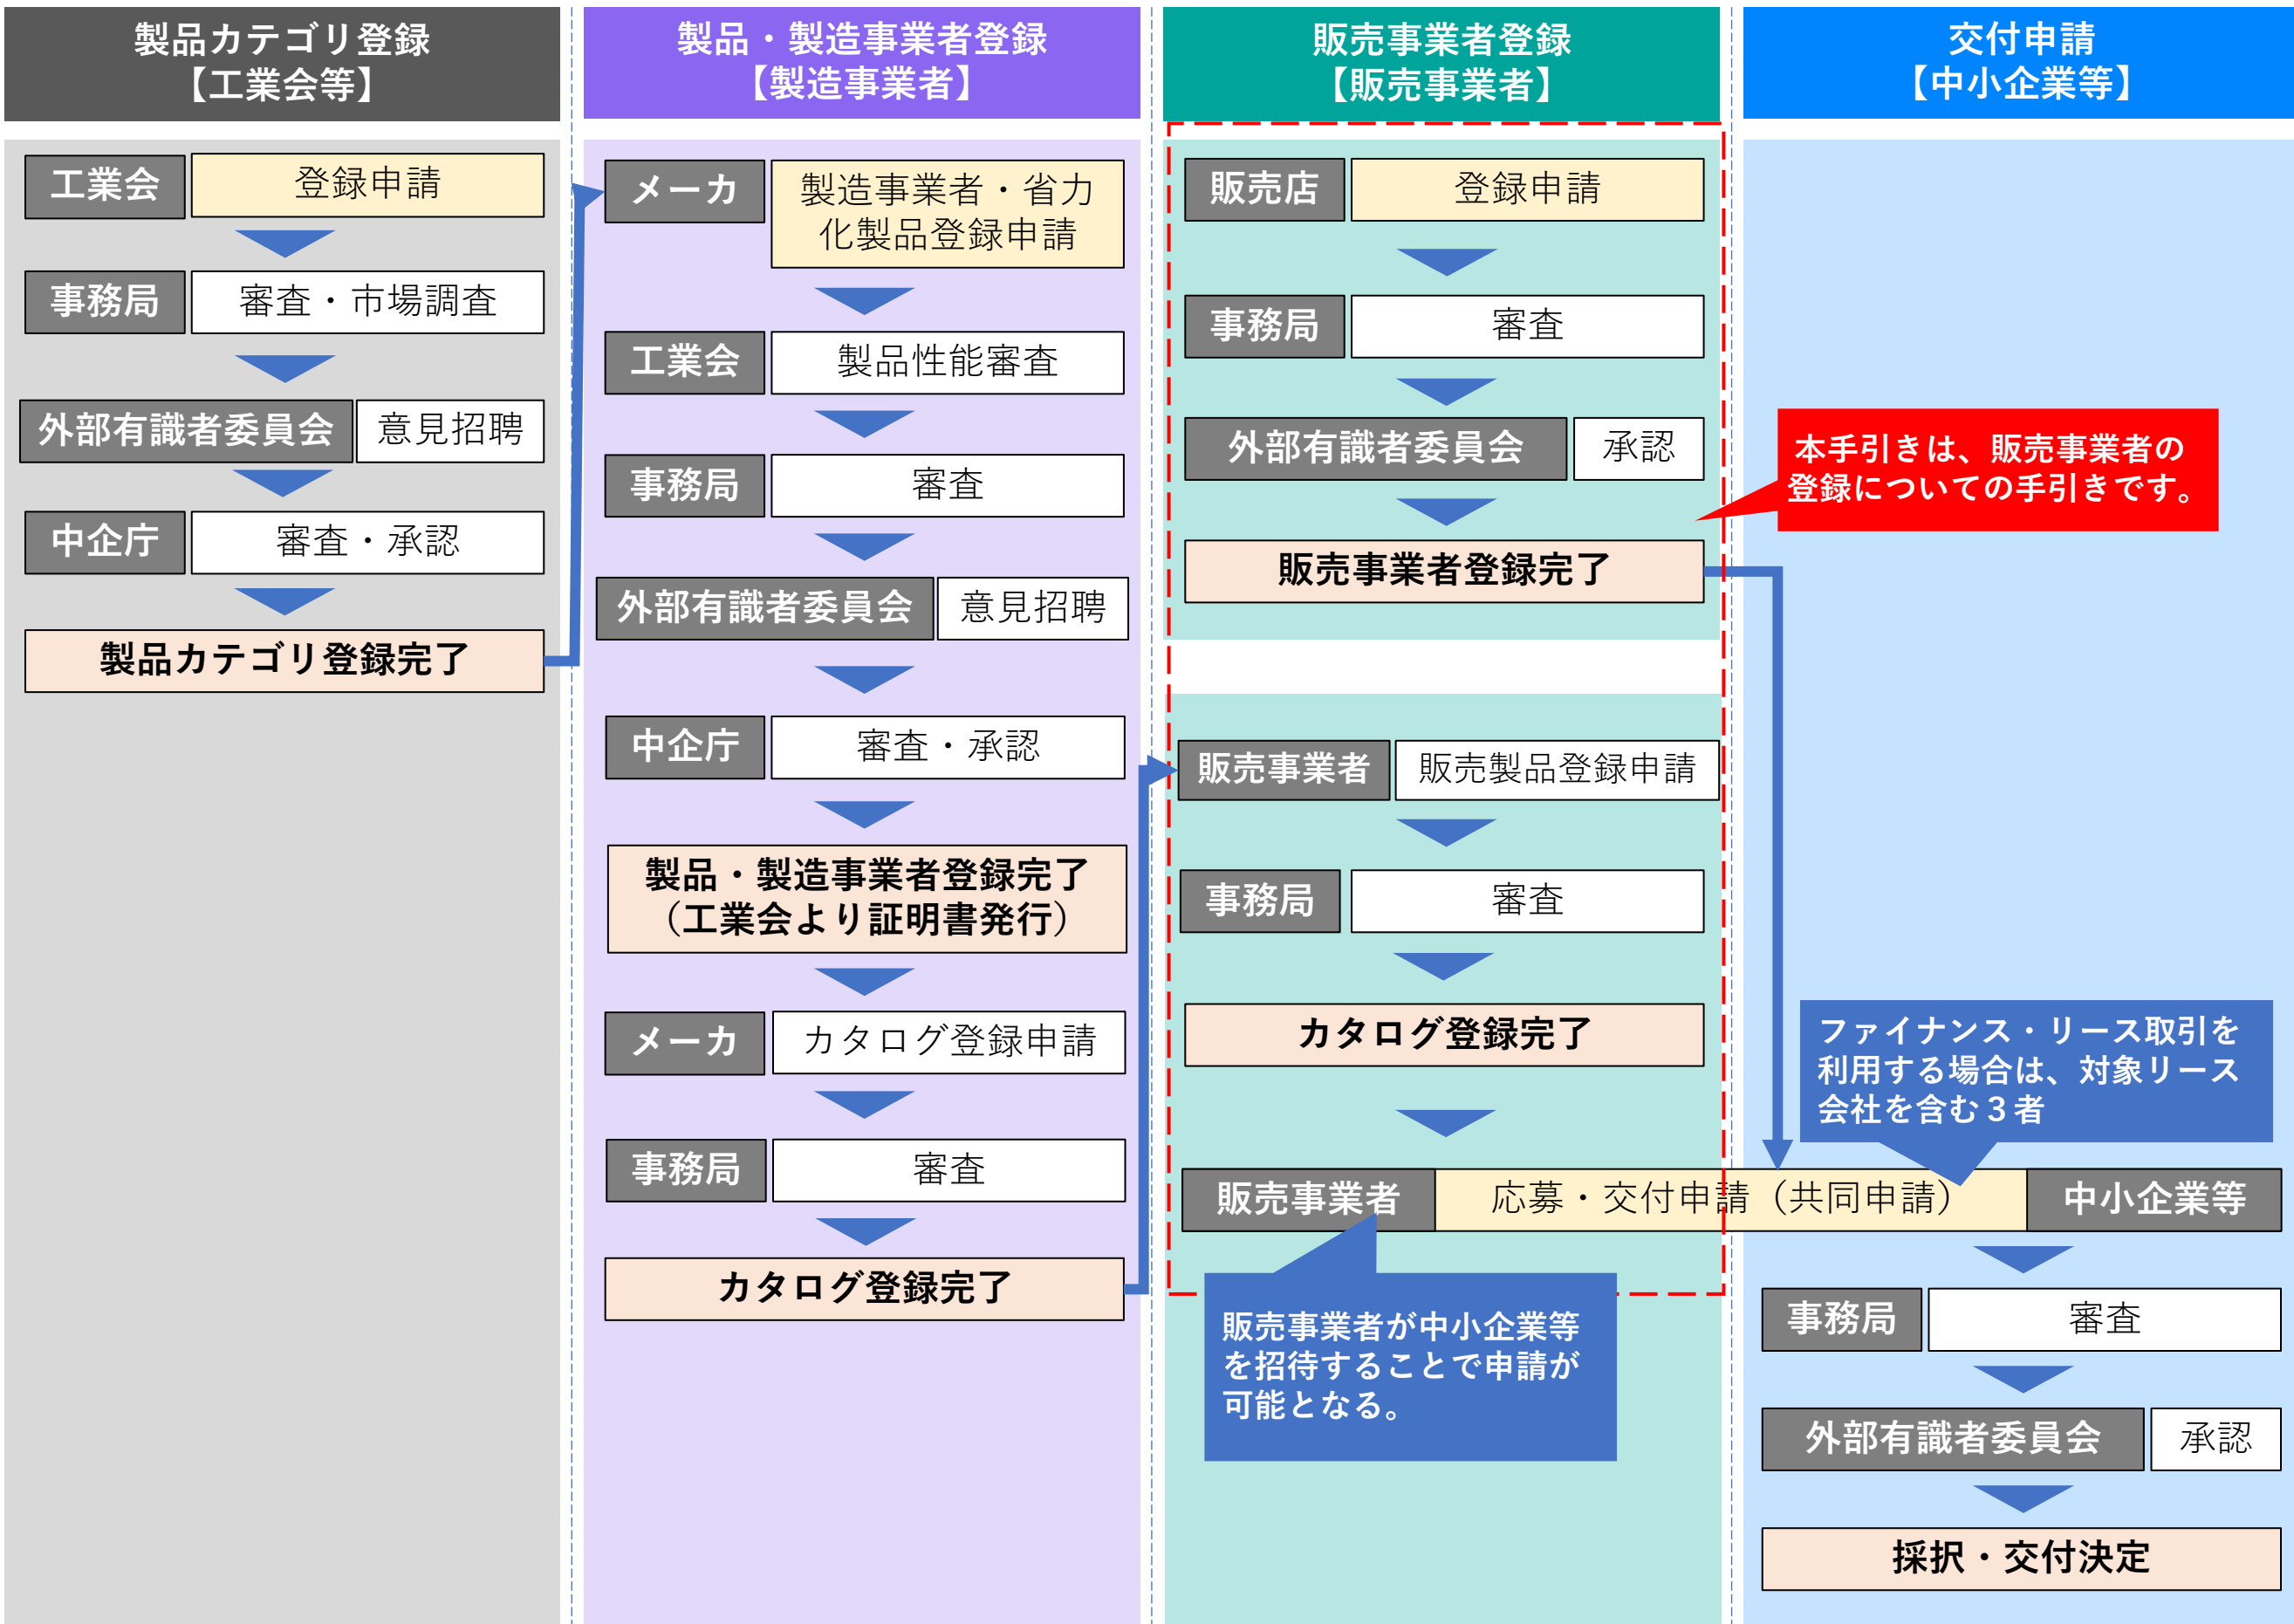 製品カテゴリ登録
【工業会等】
工業会
登録申請
事務局
審査・市場調査
外部有識者委員会
意見招聘
中企庁
審査・承認
製品カテゴリ登録完了
製品・製造事業者登録
【製造事業者】
メーカ
製造事業者・省力
化製品登録申請
工業会
製品性能審査
事務局
審査
外部有識者委員会
意見招聘
中企庁
審査・承認
製品・製造事業者登録完了
（工業会より証明書発行）
メーカ
カタログ登録申請
事務局
審査
カタログ登録完了
販売事業者登録
【販売事業者】
販売店
登録申請
事務局
審査
外部有識者委員会
承認
販売事業者登録完了
販売事業者
販売製品登録申請
事務局
審査
カタログ登録完了
販売事業者
応募・交付申請（共同申請）
中小企業等
販売事業者が中小企業等
を招待することで申請が
可能となる。
交付申請
【中小企業等】
本手引きは、販売事業者の
登録についての手引きです。
ファイナンス・リース取引を
利用する場合は、対象リース
会社を含む３者
事務局
審査
外部有識者委員会
承認
採択・交付決定